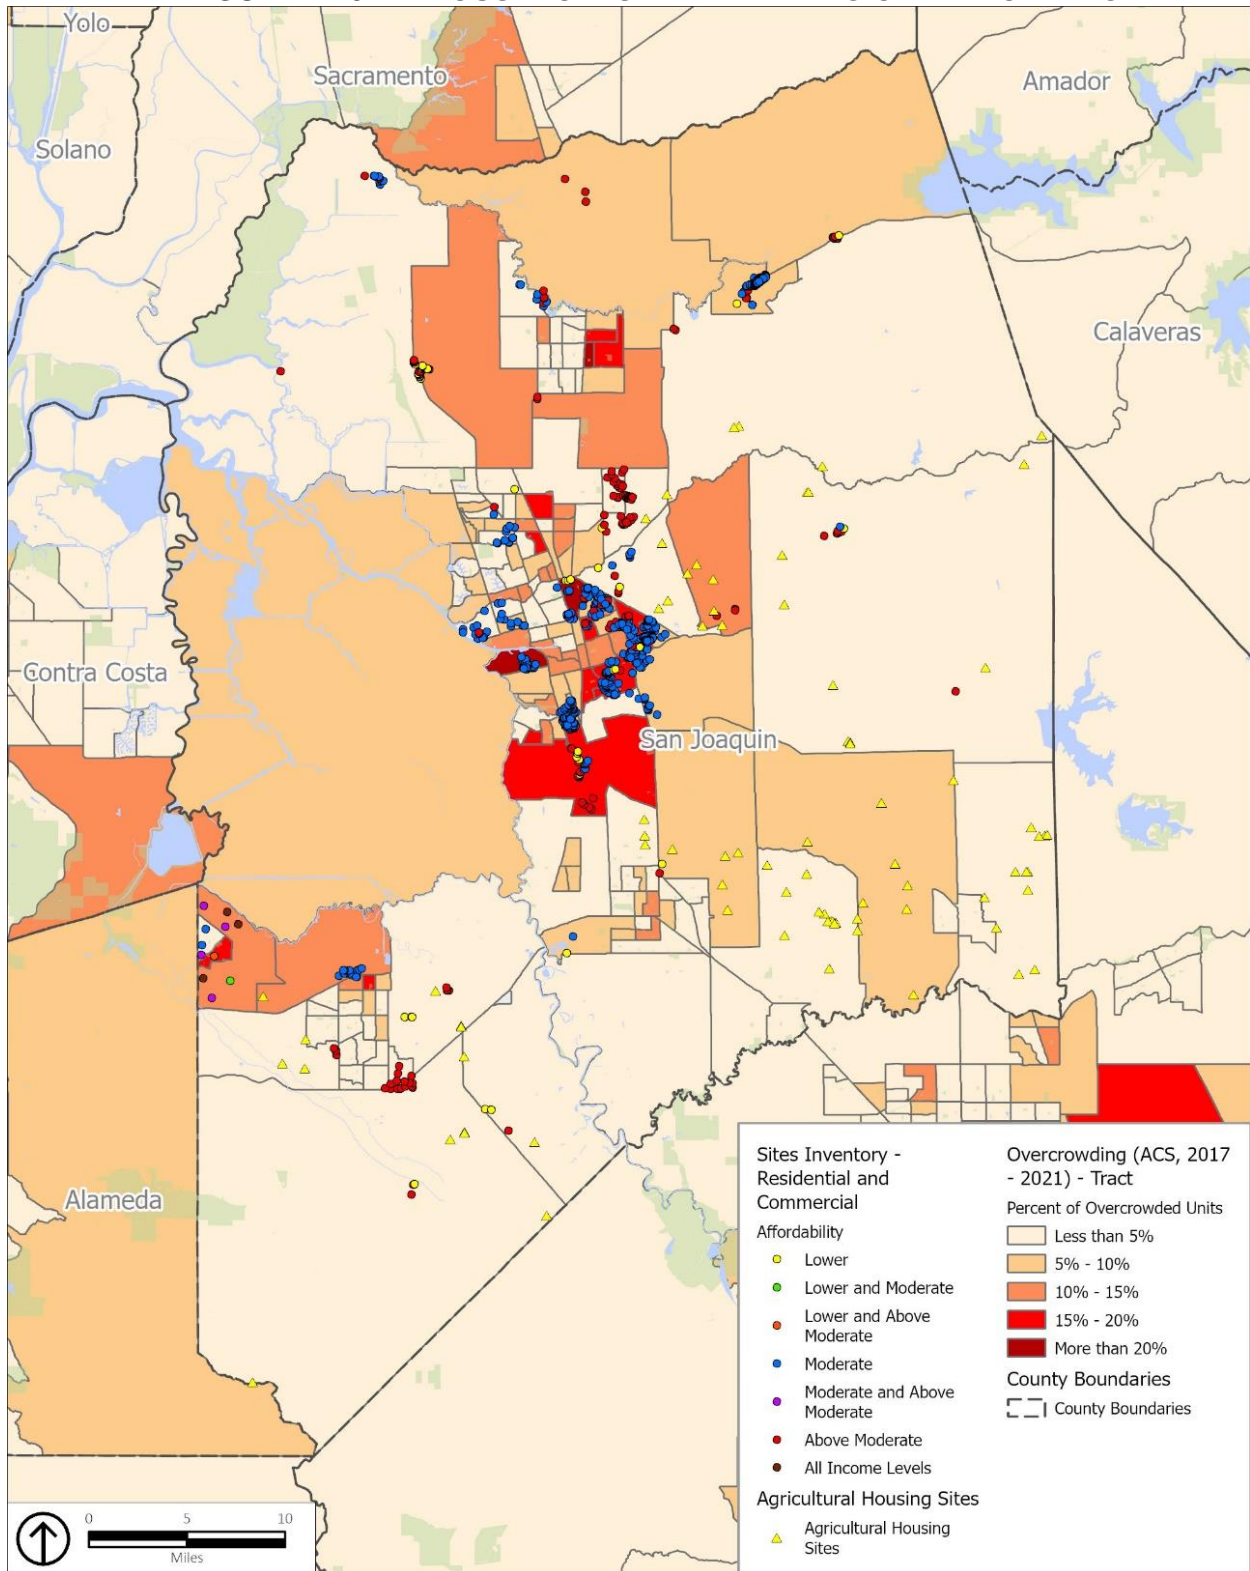 Yolo
Sacramento
Amador
Solano
Calaveras
Contra Costa
San Joaquin
Alameda
Sites Inventory -
Residential and
Commercial
Affordability
Lower
Lower and Moderate
Lower and Above
Moderate
Moderate
Moderate and Above
Moderate
Above Moderate
All Income Levels
Agricultural Housing Sites
Agricultural Housing
Sites
Overcrowding (ACS, 2017
- 2021) - Tract
Percent of Overcrowded Units
Less than 5%
5% - 10%
10% - 15%
15% - 20%
More than 20%
County Boundaries
County Boundaries
0 5 10
Miles